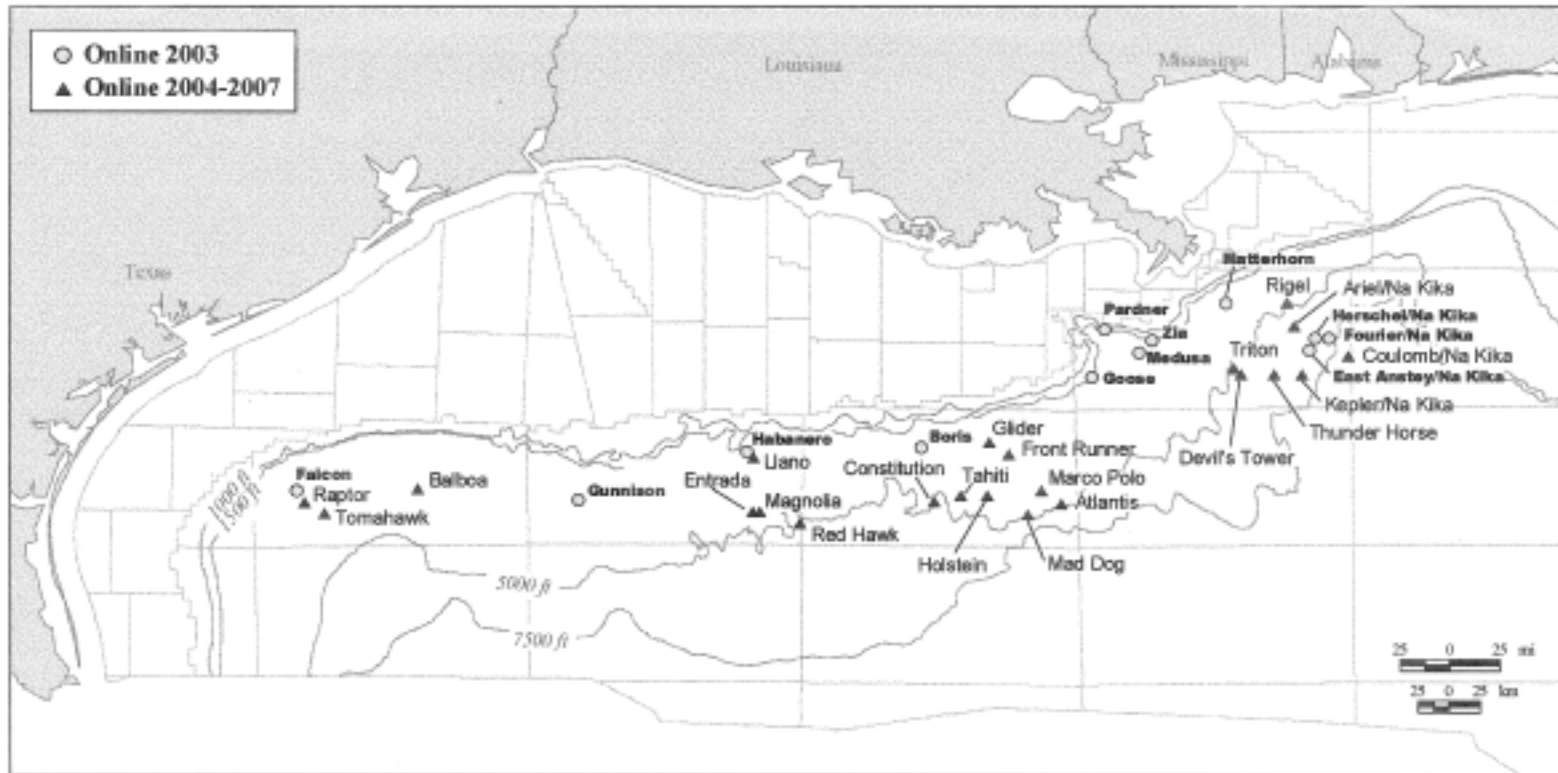 Online 2003
Online 2004-2007
Louisiana
Mississippi
Alabama
Texas
Matterhorn
Rigel
Ariel/Na Kika
Pardner
Herschel/Na Kika
Zia
Fourier/Na Kika
Medusa
Triton
Coulomb/Na Kika
Goose
East Anstey/Na Kika
Kepler/Na Kika
Thunder Horse
Devil's Tower
Glider
Habanero
Boris
Front Runner
Llano
Constitution
Tahiti
Falcon
Balboa
Entrada
Marco Polo
Raptor
Gunnison
Magnolia
Atlantis
Tomahawk
Red Hawk
Holstein
Mad Dog
1000 ft
1500 ft
5000 ft
7500 ft
25 0 25 mi
25 0 25 km